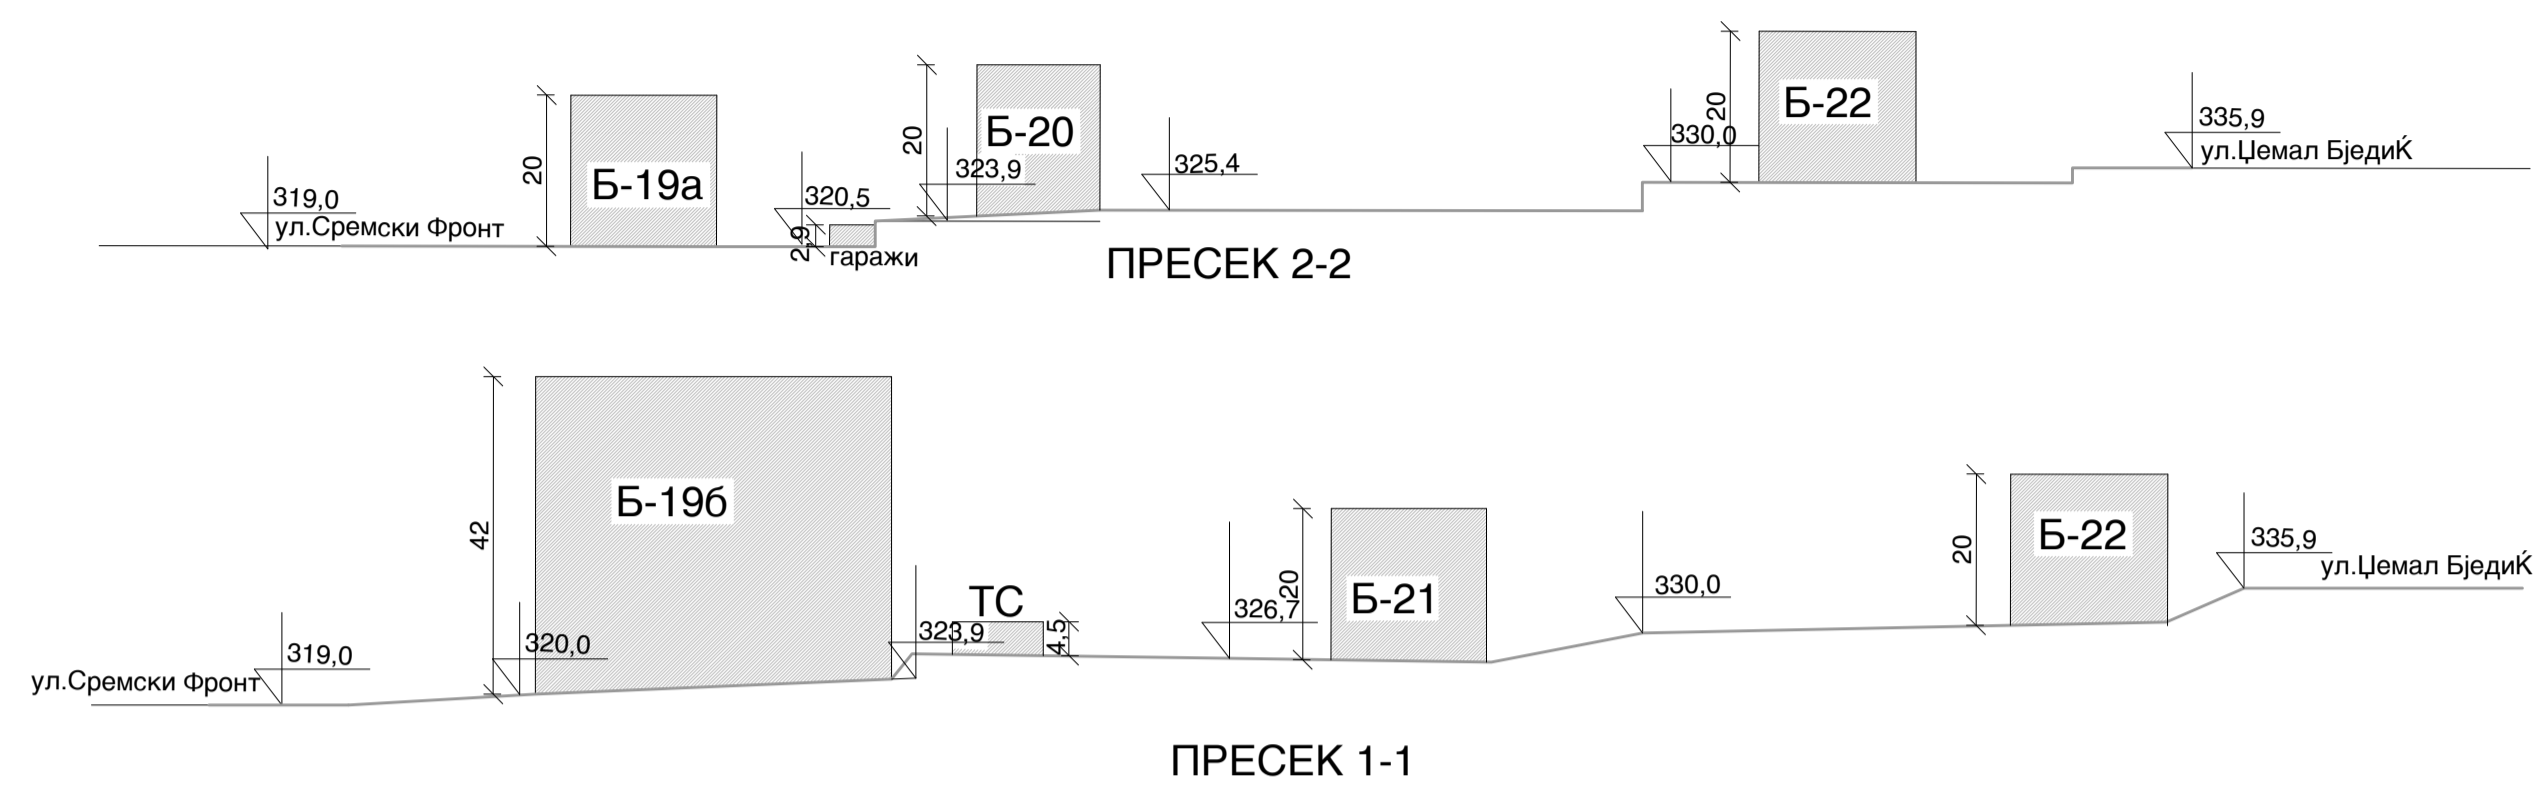 20
Б-19а
319,0
ул.Сремски Фронт
320,5
2,9
гаражи
20
Б-20
323,9
325,4
330,0
20
Б-22
335,9
ул.Џемал БједиЌ
ПРЕСЕК 2-2
ул.Сремски Фронт
319,0
42
320,0
Б-19б
323,9
ТС
4,5
326,7
20
Б-21
330,0
20
Б-22
335,9
ул.Џемал БједиЌ
ПРЕСЕК 1-1